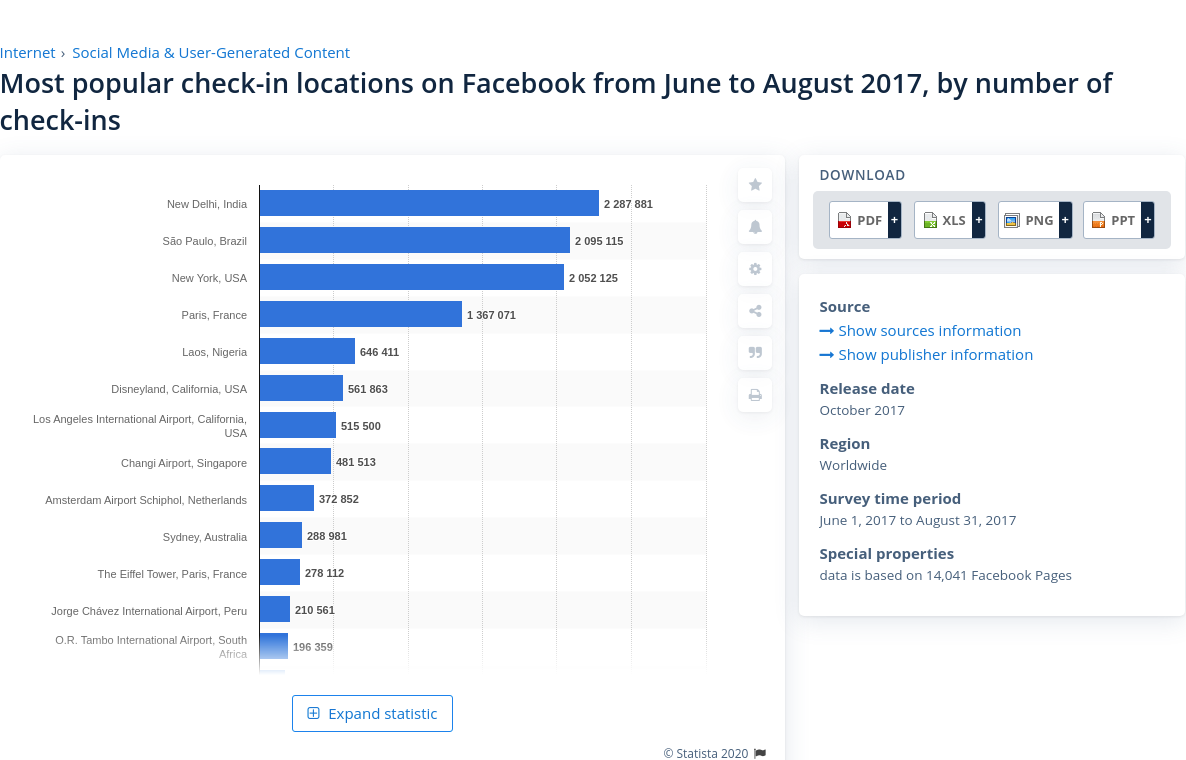 Internet › Social Media & User-Generated Content
Most popular check-in locations on Facebook from June to August 2017, by number of
check-ins
New Delhi, India 2 287 881
São Paulo, Brazil 2 095 115
New York, USA 2 052 125
Paris, France 1 367 071
Laos, Nigeria 646 411
Disneyland, California, USA 561 863
Los Angeles International Airport, California,
USA 515 500
Changi Airport, Singapore 481 513
Amsterdam Airport Schiphol, Netherlands 372 852
Sydney, Australia 288 981
The Eiffel Tower, Paris, France 278 112
Jorge Chávez International Airport, Peru 210 561
O.R. Tambo International Airport, South
Africa 196 359
Expand statistic
© Statista 2020
DOWNLOAD
PDF + XLS + PNG + PPT +
Source
Show sources information
Show publisher information
Release date
October 2017
Region
Worldwide
Survey time period
June 1, 2017 to August 31, 2017
Special properties
data is based on 14,041 Facebook Pages